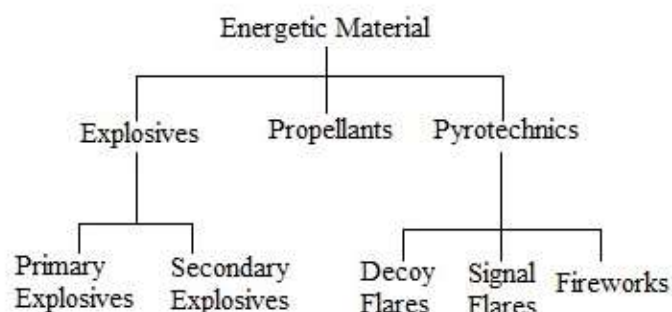 Energetic Material
Explosives Propellants Pyrotechnics
Primary Explosives
Secondary Explosives
Decoy Flares
Signal Flares
Fireworks